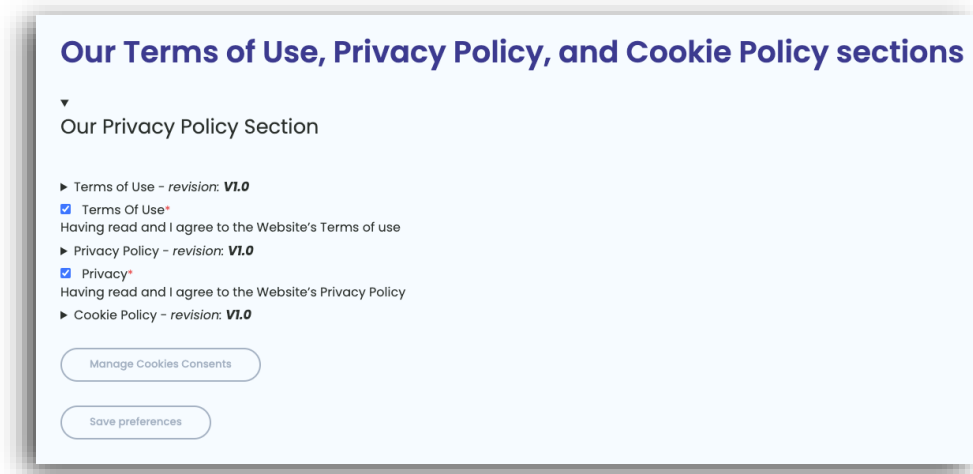 Our Terms of Use, Privacy Policy, and Cookie Policy sections
Our Privacy Policy Section
Terms of Use - revision: V1.0
Terms Of Use*
Having read and I agree to the Website's Terms of use
Privacy Policy - revision: V1.0
Privacy*
Having read and I agree to the Website's Privacy Policy
Cookie Policy - revision: V1.0
Manage Cookies Consents
Save preferences